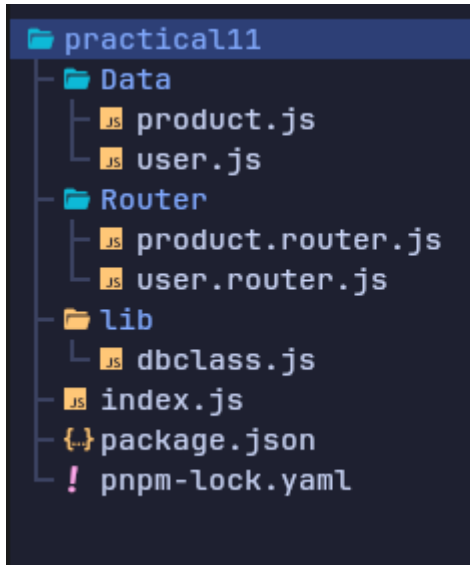 practical11
Data
JS product.js
JS user.js
Router
JS product.router.js
JS user.router.js
lib
JS dbclass.js
JS index.js
{..} package.json
! pnpm-lock.yaml